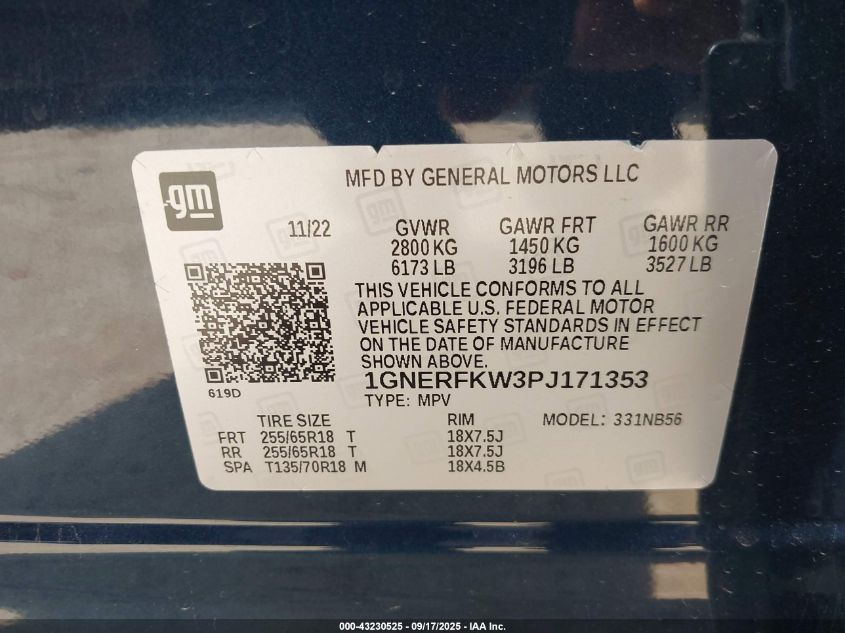 gm
MFD BY GENERAL MOTORS LLC
11/22 GVWR GAWR FRT GAWR RR
2800 KG 1450 KG 1600 KG
6173 LB 3196 LB 3527 LB
THIS VEHICLE CONFORMS TO ALL
APPLICABLE U.S. FEDERAL MOTOR
VEHICLE SAFETY STANDARDS IN EFFECT
ON THE DATE OF MANUFACTURE
SHOWN ABOVE.
1GNERFKW3PJ171353
619D
TYPE: MPV
TIRE SIZE RIM MODEL: 331NB56
FRT 255/65R18 T 18X7.5J
RR 255/65R18 T 18X7.5J
SPA T135/70R18 M 18X4.5B
000-43230525 - 09/17/2025 - IAA Inc.